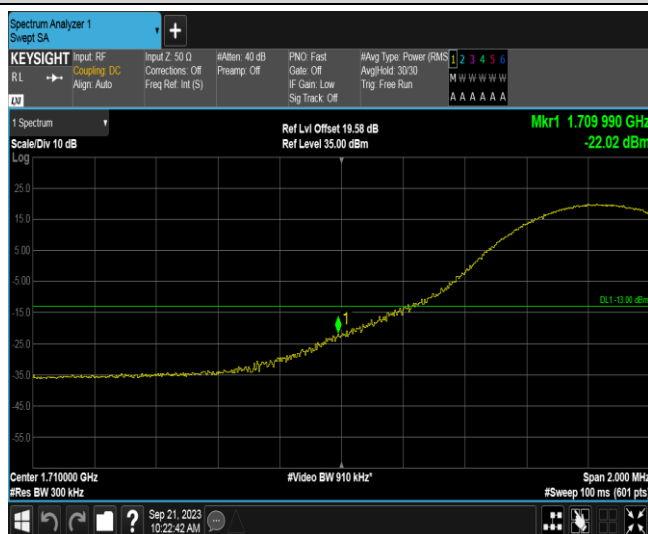 Spectrum Analyzer 1
Swept SA
+
KEYSIGHT
RL
LXI
Input: RF
Coupling: DC
Align: Auto
Input Z: 50 Ω
Corrections: Off
Freq Ref: Int (S)
#Atten: 40 dB
Preamp: Off
PNO: Fast
Gate: Off
IF Gain: Low
Sig Track: Off
#Avg Type: Power (RMS
Avg|Hold: 30/30
Trig: Free Run
1 2 3 4 5 6
M W W W W W
A A A A A A
1 Spectrum
Scale/Div 10 dB
Log
Ref Lvl Offset 19.58 dB
Ref Level 35.00 dBm
Mkr1 1.709 990 GHz
-22.02 dBm
25.0
15.0
5.00
-5.00
DL1 -13.00 dBm
-15.0
1
-25.0
-35.0
-45.0
-55.0
Center 1.710000 GHz
#Res BW 300 kHz
#Video BW 910 kHz*
Span 2.000 MHz
#Sweep 100 ms (601 pts)
?
Sep 21, 2023
10:22:42 AM